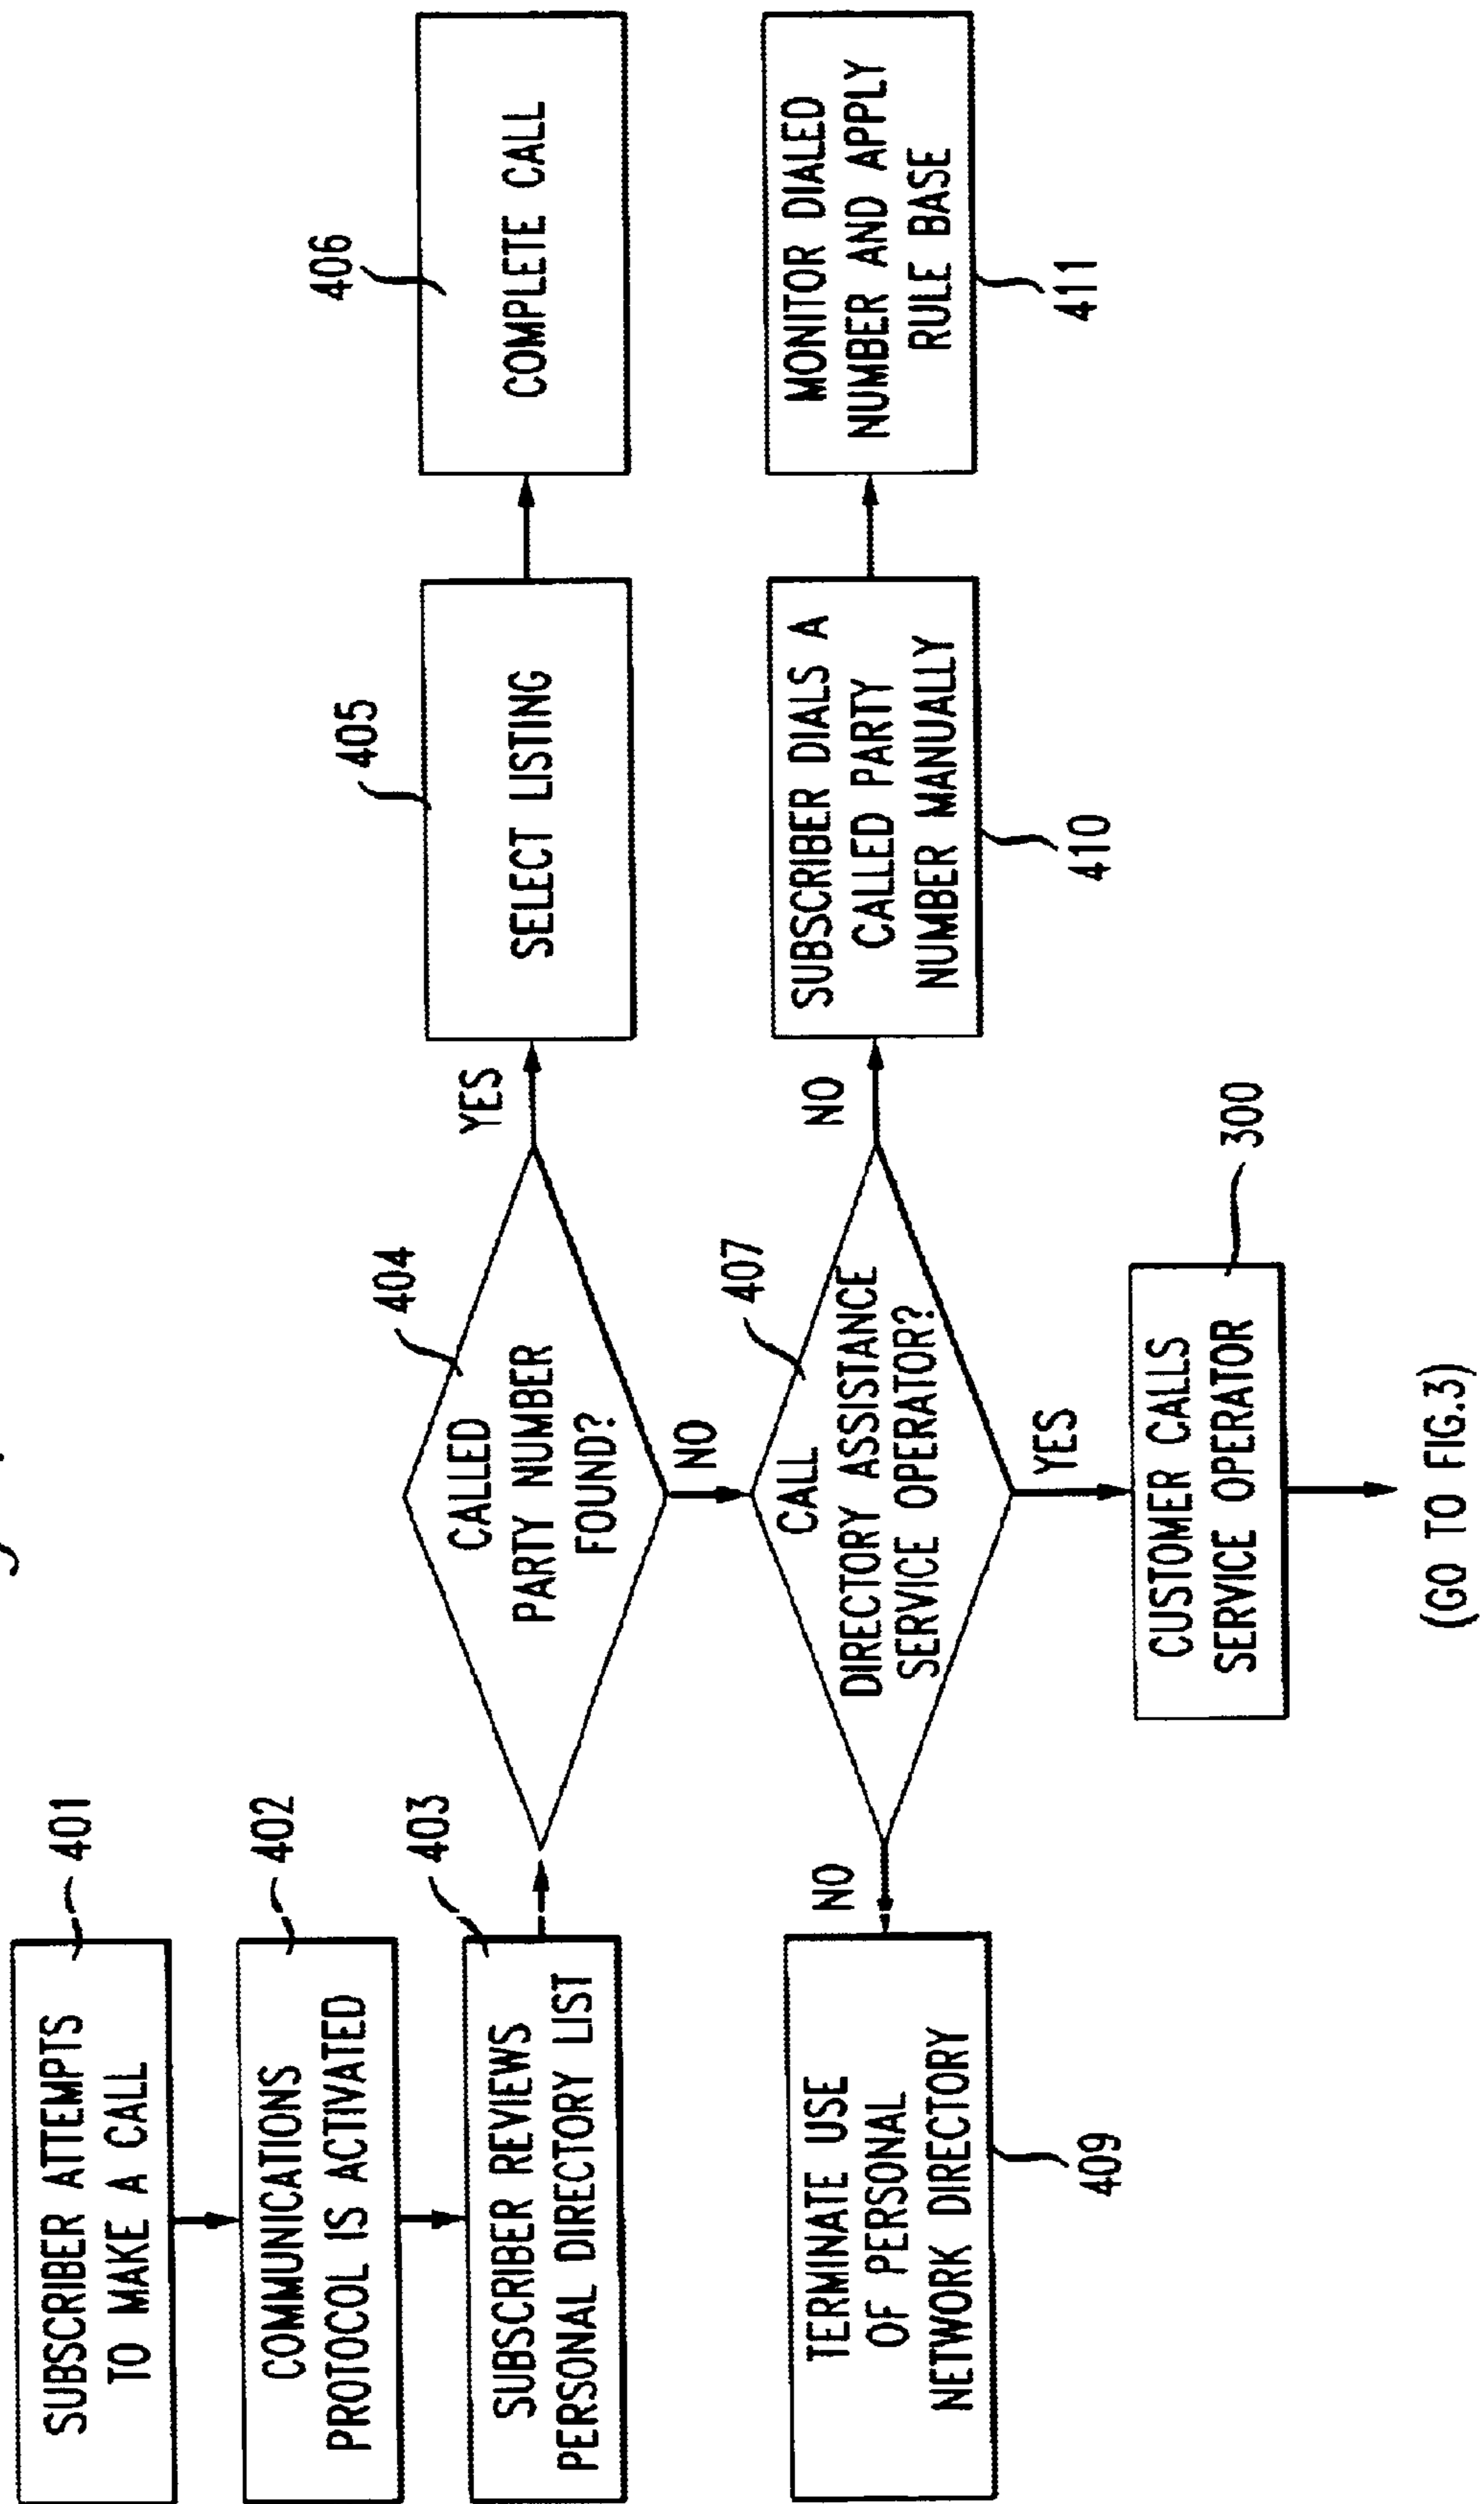 SUBSCRIBER ATTEMPTS
TO MAKE A CALL
401
COMMUNICATIONS
PROTOCOL IS ACTIVATED
402
SUBSCRIBER REVIEWS
PERSONAL DIRECTORY LIST
403
CALLED
PARTY NUMBER
FOUND?
404
YES
SELECT LISTING
405
COMPLETE CALL
406
NO
CALL
DIRECTORY ASSISTANCE
SERVICE OPERATOR?
407
NO
TERMINATE USE
OF PERSONAL
NETWORK DIRECTORY
409
NO
SUBSCRIBER DIALS A
CALLED PARTY
NUMBER MANUALLY
410
MONITOR DIALED
NUMBER AND APPLY
RULE BASE
411
YES
CUSTOMER CALLS
SERVICE OPERATOR
300
(GO TO FIG.3)